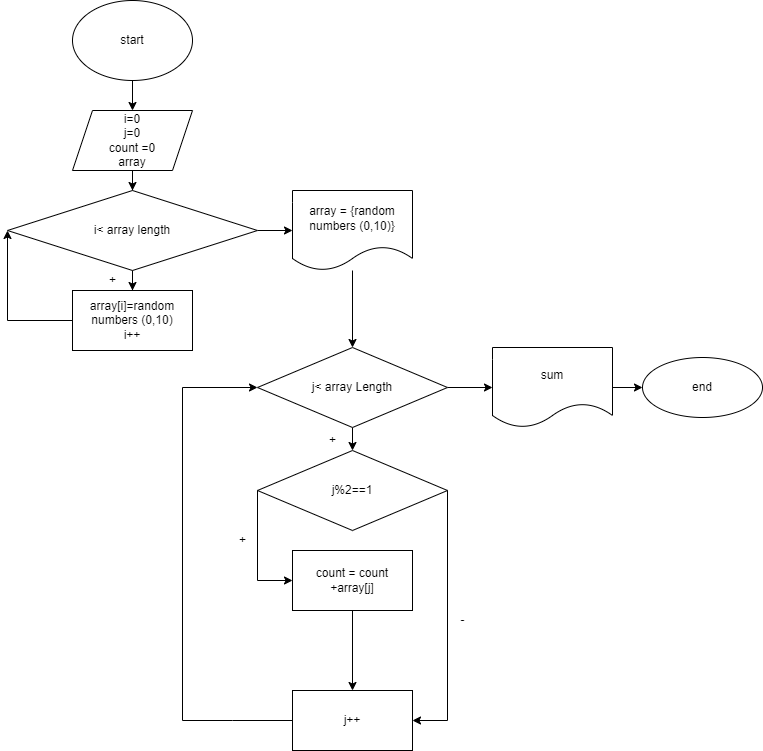 start
i=0
j=0
count =0
array
i< array length
array = {random
numbers (0,10)}
+
array[i]=random
numbers (0,10)
i++
j< array Length
sum
end
+
j%2==1
+
count = count
+array[j]
-
j++